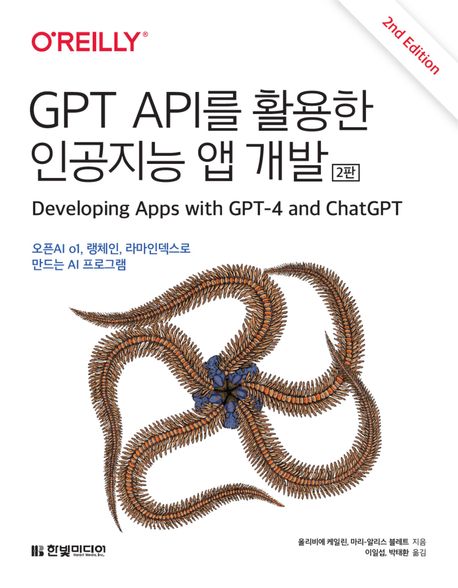 O'REILLY®
2nd Edition
GPT API를 활용한
인공지능 앱 개발 2판
Developing Apps with GPT-4 and ChatGPT
오픈AI o1, 랭체인, 라마인덱스로
만드는 AI 프로그램
올리비에 케일린, 마리-알리스 블레트 지음
이일섭, 박태환 옮김
한빛미디어
Hanbit Media, Inc.